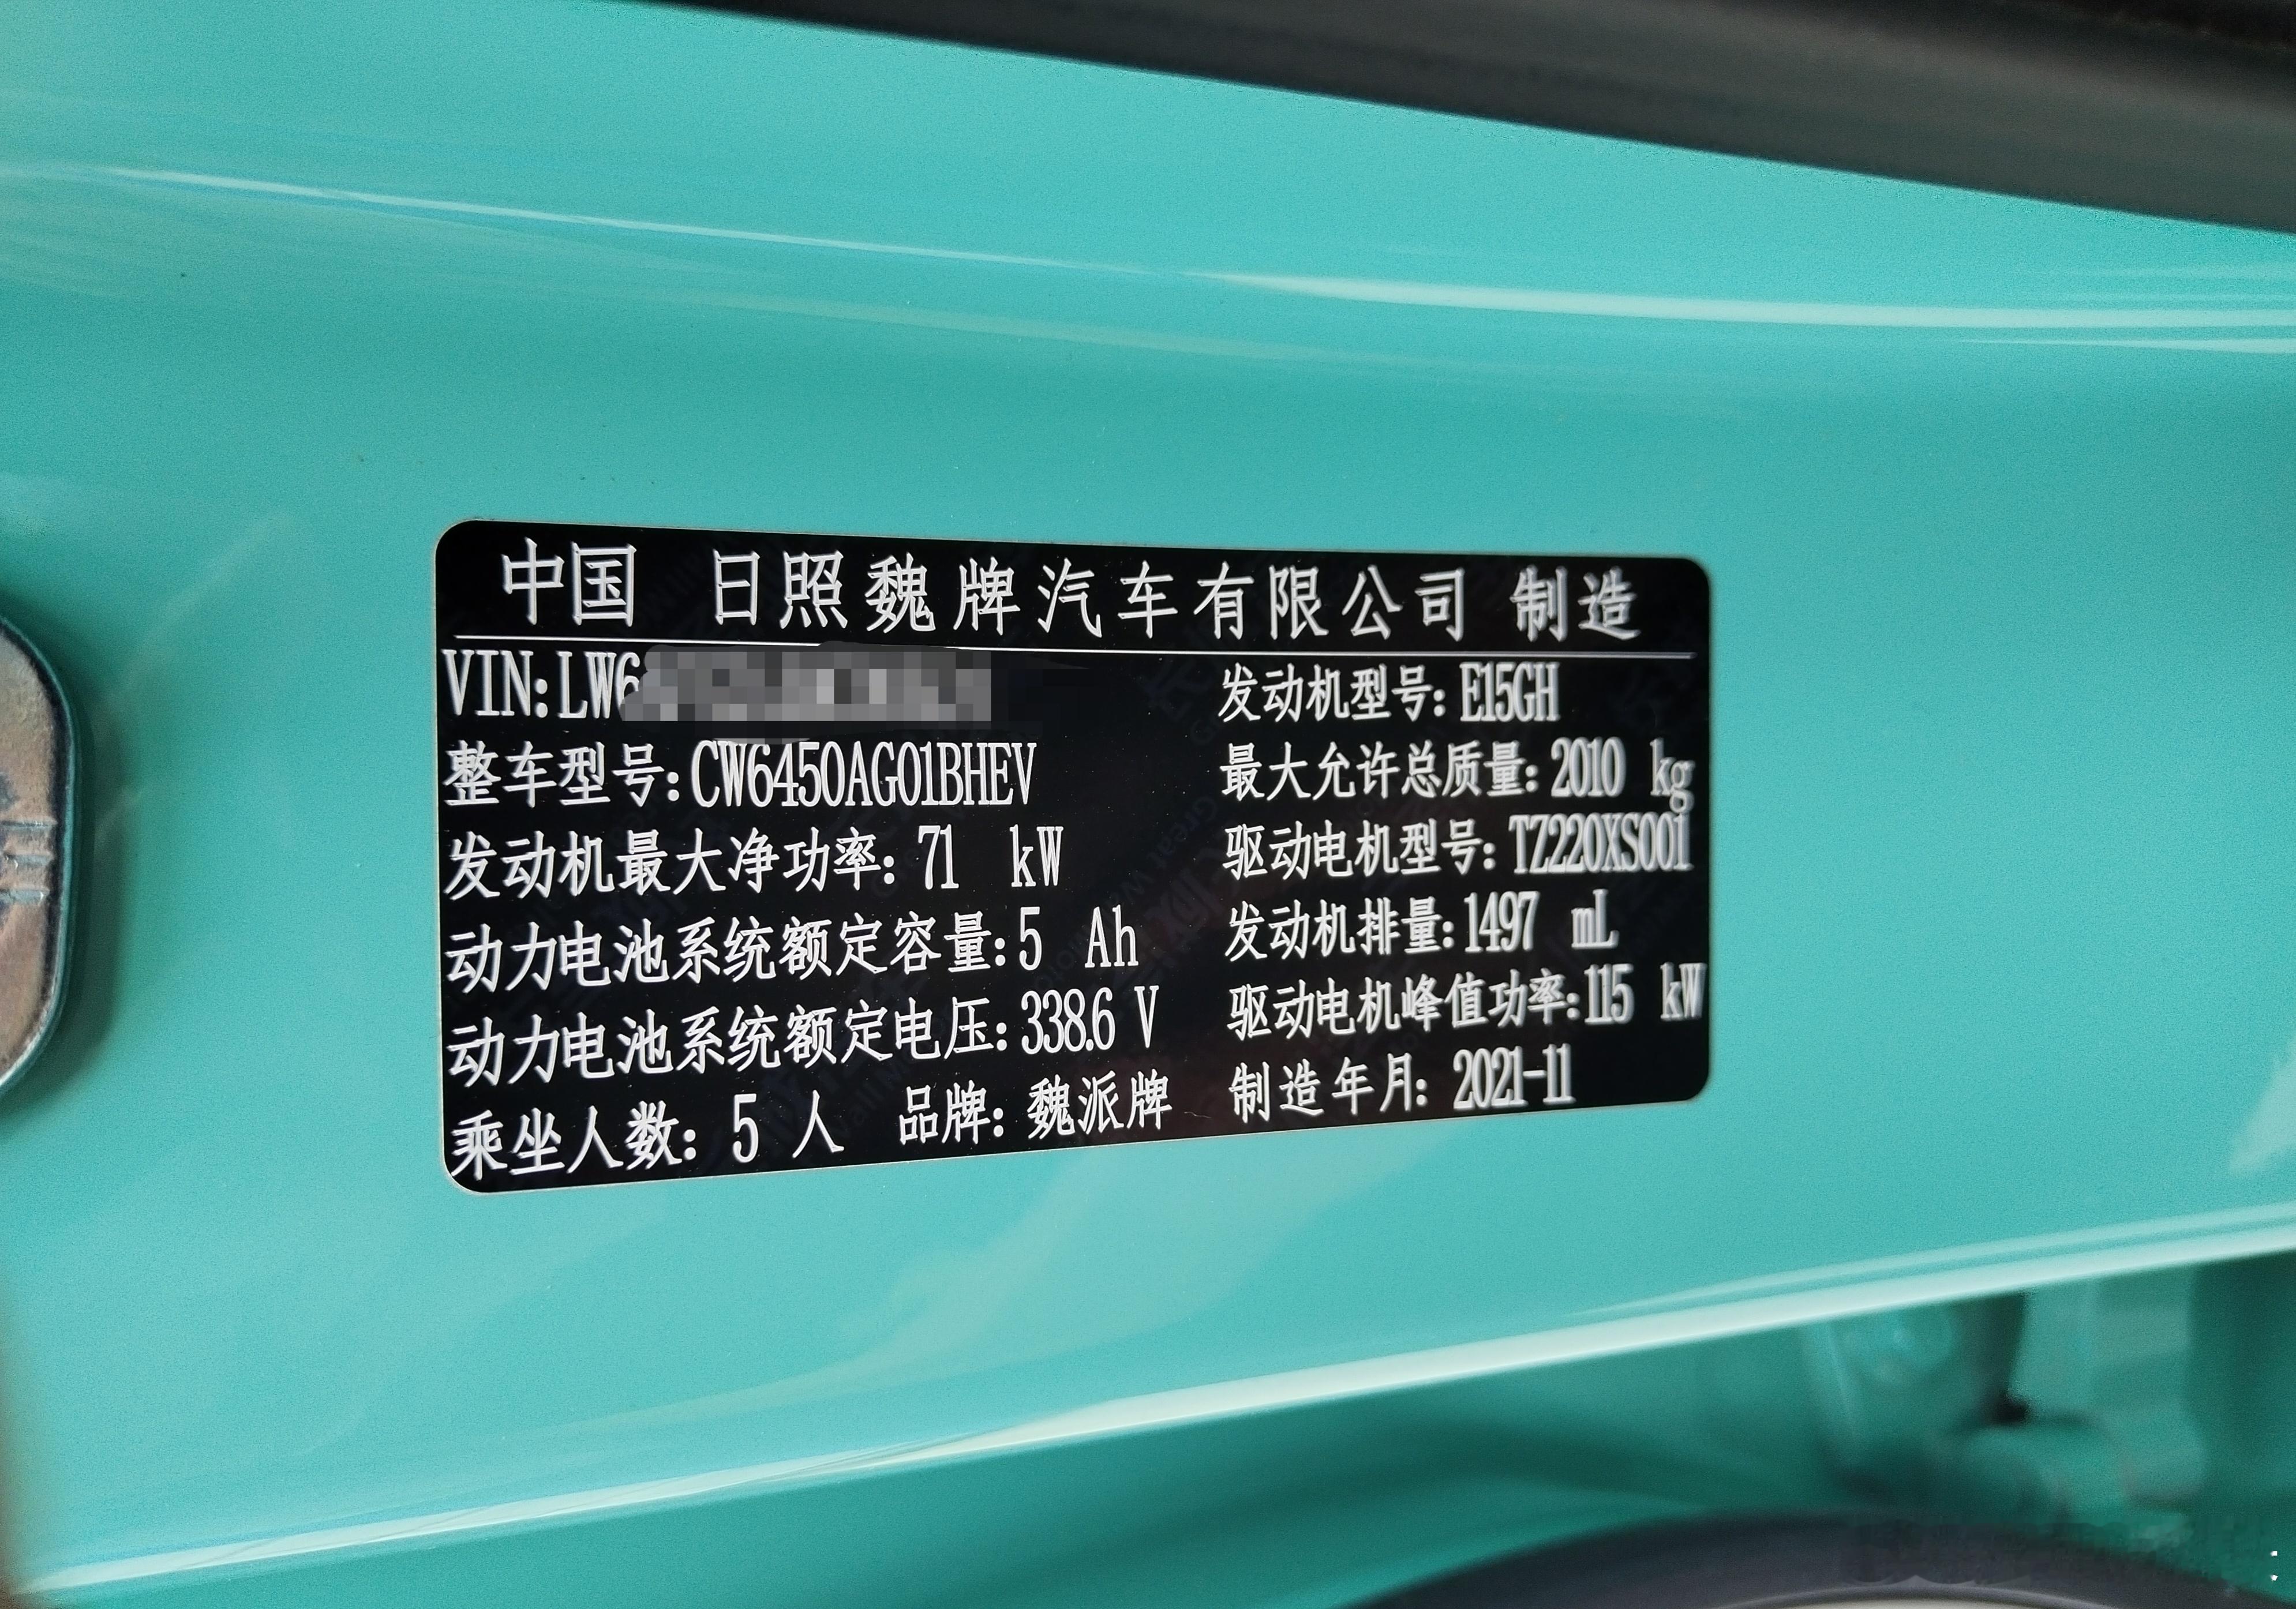 中国 日照魏牌汽车有限公司 制造
VIN:LW6
发动机型号: E15GH
整车型号:CW6450AG01BHEV
最大允许总质量: 2010 kg
发动机最大净功率: 71 kW
驱动电机型号: TZ220XS001
动力电池系统额定容量:5 Ah
发动机排量:1497 mL
动力电池系统额定电压: 338.6 V
驱动电机峰值功率:115 kW
乘坐人数: 5 人 品牌: 魏派牌
制造年月: 2021-11